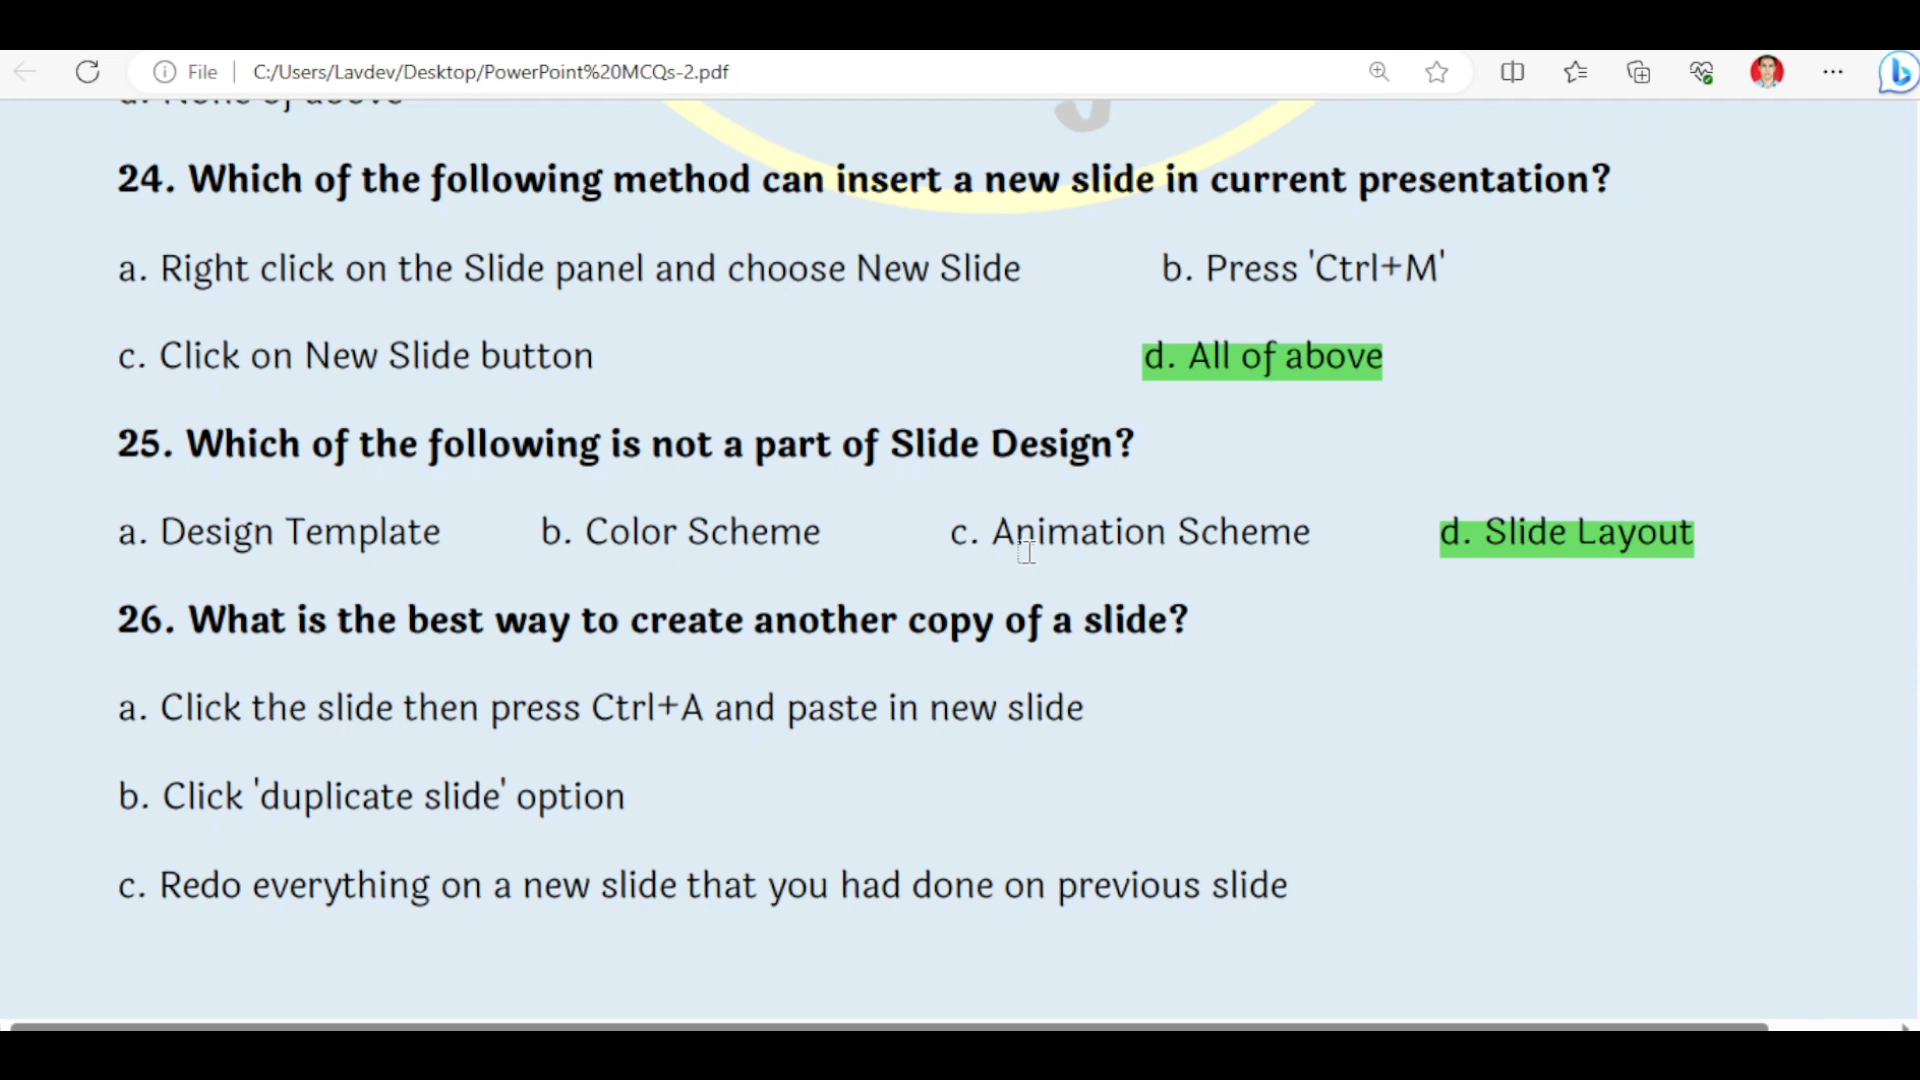 File C:/Users/Lavdev/Desktop/PowerPoint%20MCQs-2.pdf
d. None of above
24. Which of the following method can insert a new slide in current presentation?
a. Right click on the Slide panel and choose New Slide b. Press 'Ctrl+M'
c. Click on New Slide button d. All of above
25. Which of the following is not a part of Slide Design?
a. Design Template b. Color Scheme c. Animation Scheme d. Slide Layout
26. What is the best way to create another copy of a slide?
a. Click the slide then press Ctrl+A and paste in new slide
b. Click 'duplicate slide' option
c. Redo everything on a new slide that you had done on previous slide